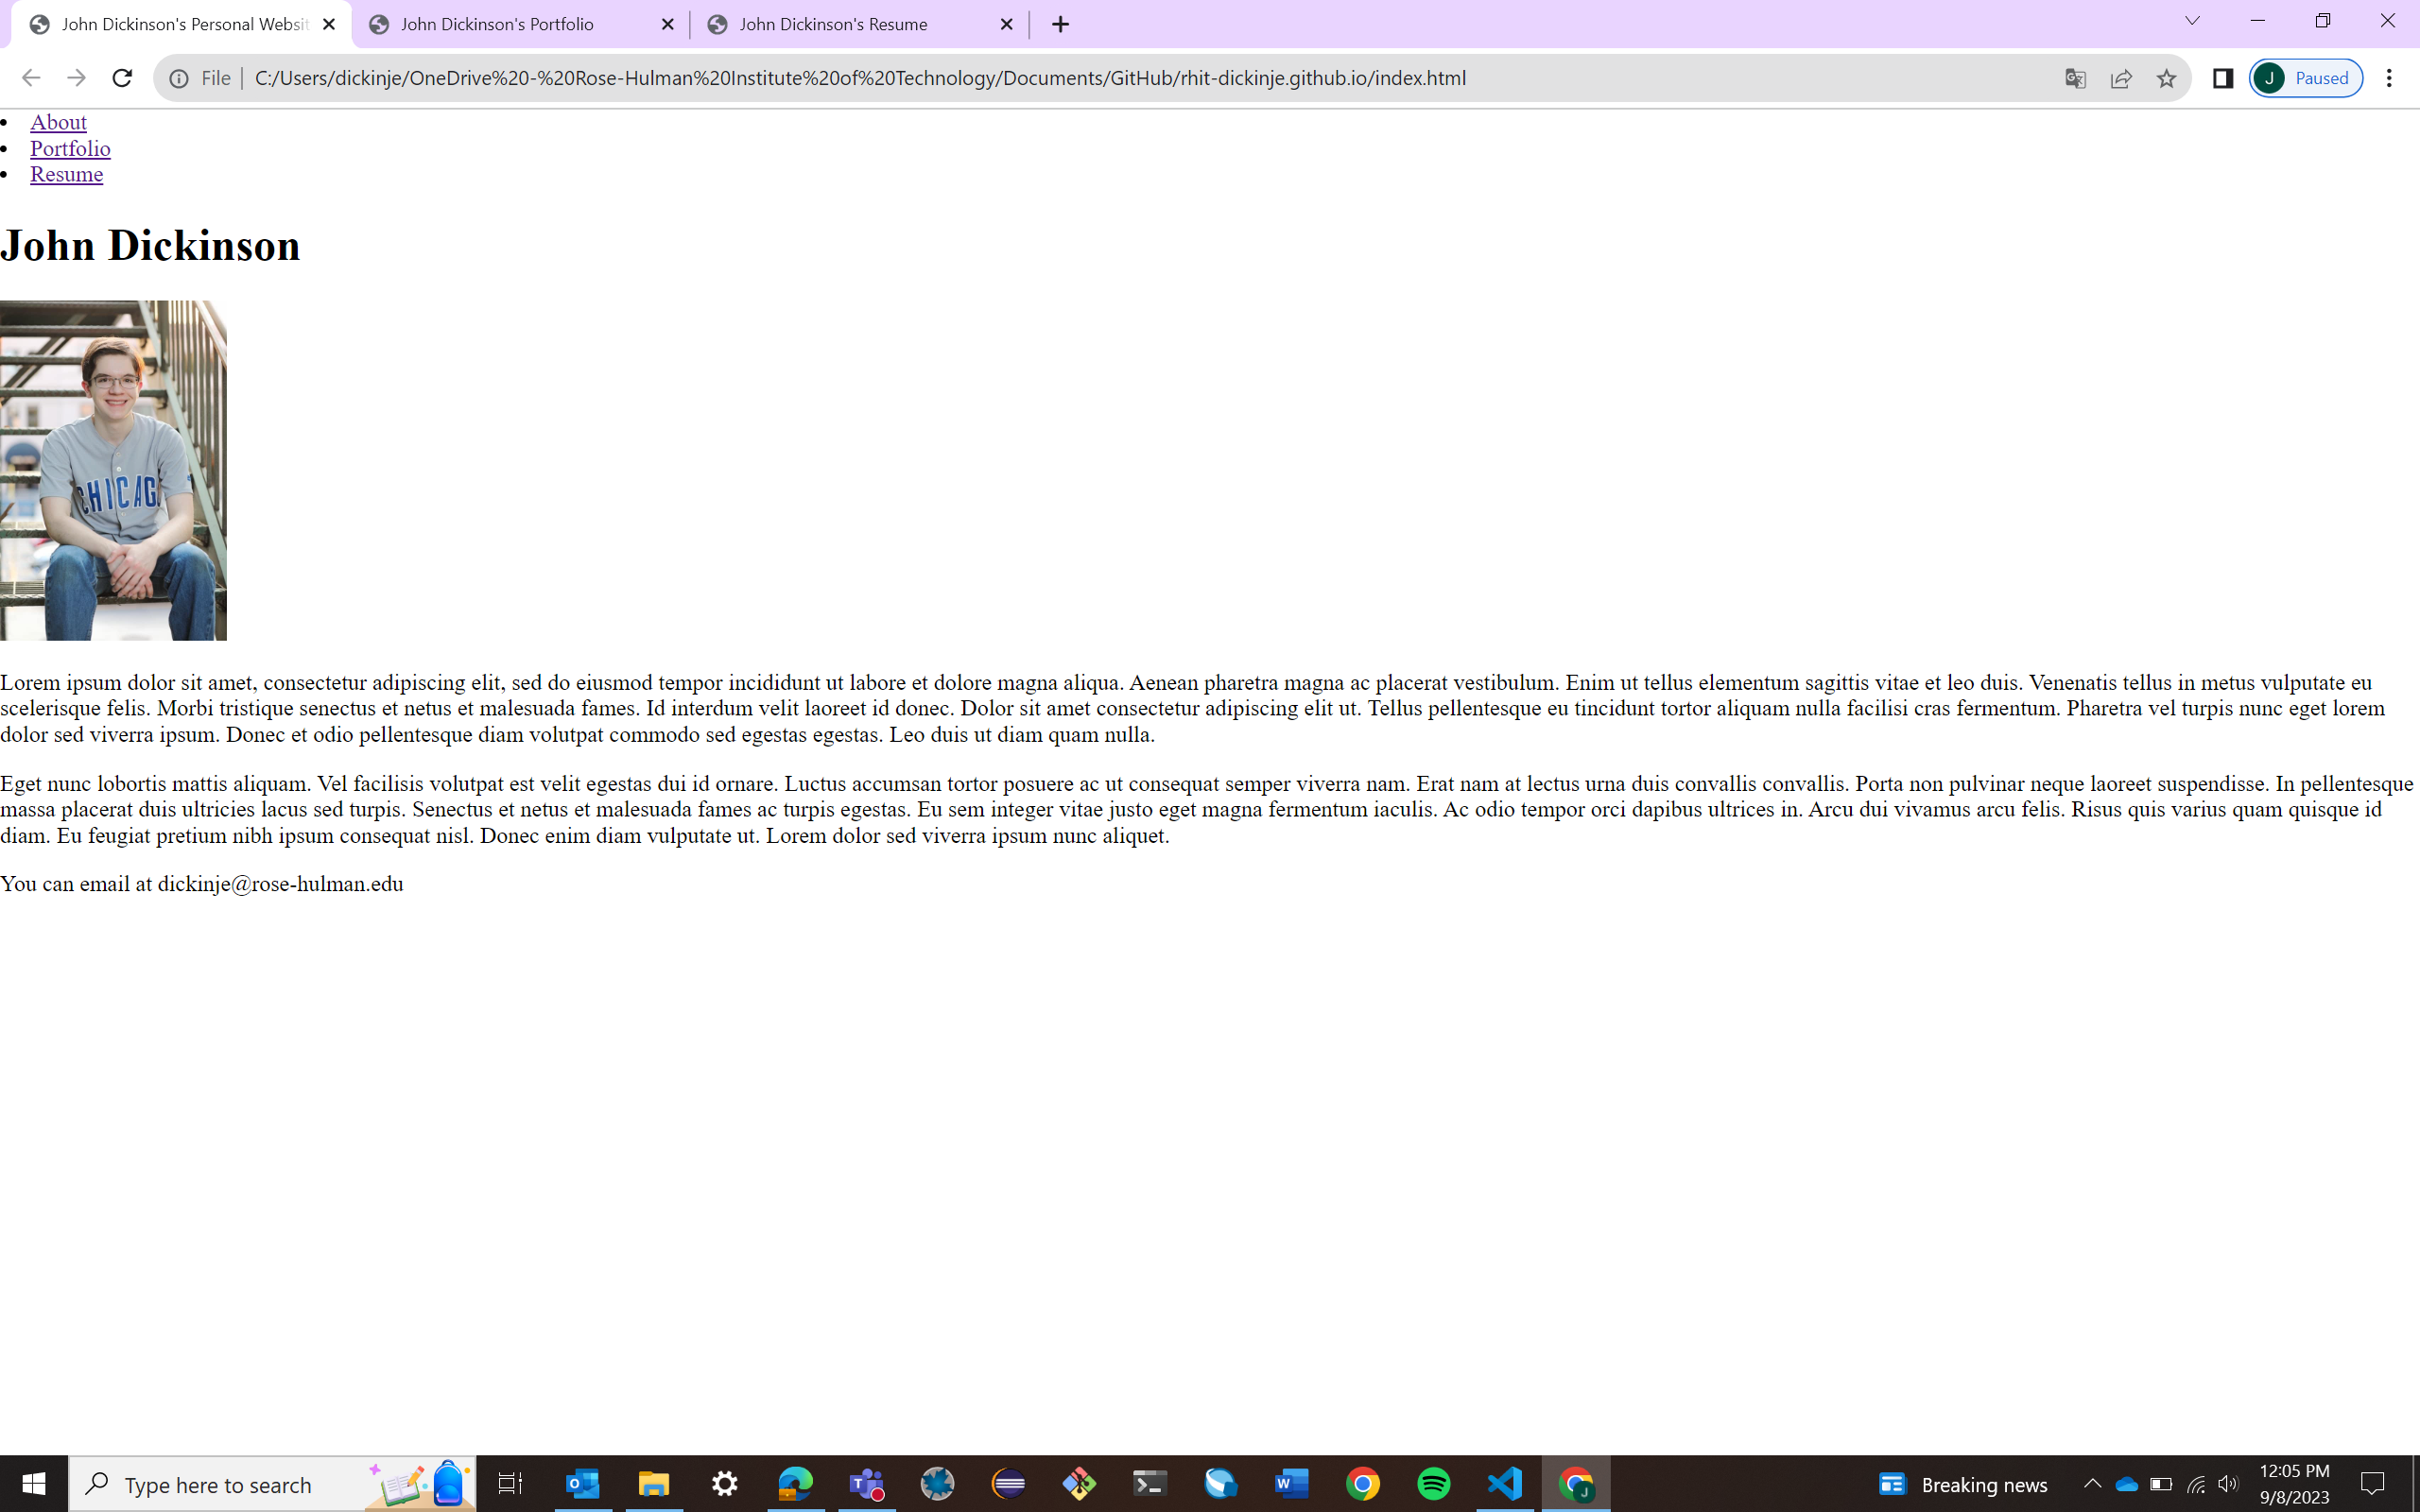 John Dickinson's Personal Websit
John Dickinson's Portfolio
John Dickinson's Resume
File
C:/Users/dickinje/OneDrive%20-%20Rose-Hulman%20Institute%20of%20Technology/Documents/GitHub/rhit-dickinje.github.io/index.html
J Paused
About
Portfolio
Resume
John Dickinson
CHICAG
Lorem ipsum dolor sit amet, consectetur adipiscing elit, sed do eiusmod tempor incididunt ut labore et dolore magna aliqua. Aenean pharetra magna ac placerat vestibulum. Enim ut tellus elementum sagittis vitae et leo duis. Venenatis tellus in metus vulputate eu
scelerisque felis. Morbi tristique senectus et netus et malesuada fames. Id interdum velit laoreet id donec. Dolor sit amet consectetur adipiscing elit ut. Tellus pellentesque eu tincidunt tortor aliquam nulla facilisi cras fermentum. Pharetra vel turpis nunc eget lorem
dolor sed viverra ipsum. Donec et odio pellentesque diam volutpat commodo sed egestas egestas. Leo duis ut diam quam nulla.
Eget nunc lobortis mattis aliquam. Vel facilisis volutpat est velit egestas dui id ornare. Luctus accumsan tortor posuere ac ut consequat semper viverra nam. Erat nam at lectus urna duis convallis convallis. Porta non pulvinar neque laoreet suspendisse. In pellentesque
massa placerat duis ultricies lacus sed turpis. Senectus et netus et malesuada fames ac turpis egestas. Eu sem integer vitae justo eget magna fermentum iaculis. Ac odio tempor orci dapibus ultrices in. Arcu dui vivamus arcu felis. Risus quis varius quam quisque id
diam. Eu feugiat pretium nibh ipsum consequat nisl. Donec enim diam vulputate ut. Lorem dolor sed viverra ipsum nunc aliquet.
You can email at dickinje@rose-hulman.edu
Type here to search
Breaking news
12:05 PM
9/8/2023